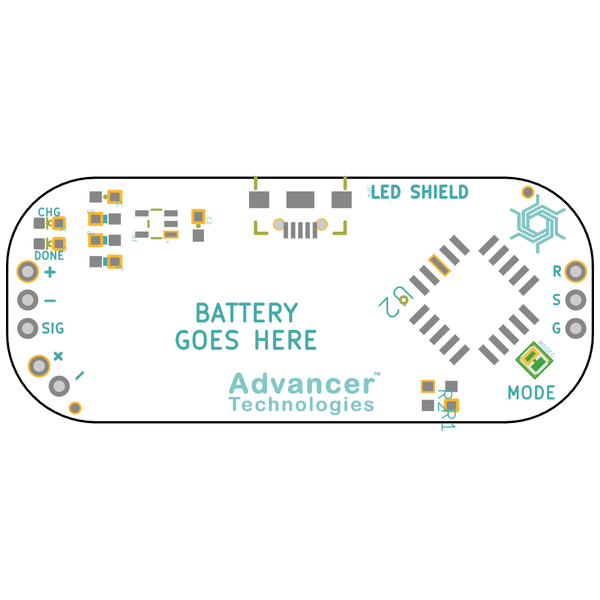 CHG
LED SHIELD
DONE
+
R
−
S
U2
SIG
G
BATTERY
GOES HERE
+
−
Advancer™
Technologies
MODE
R2
R1